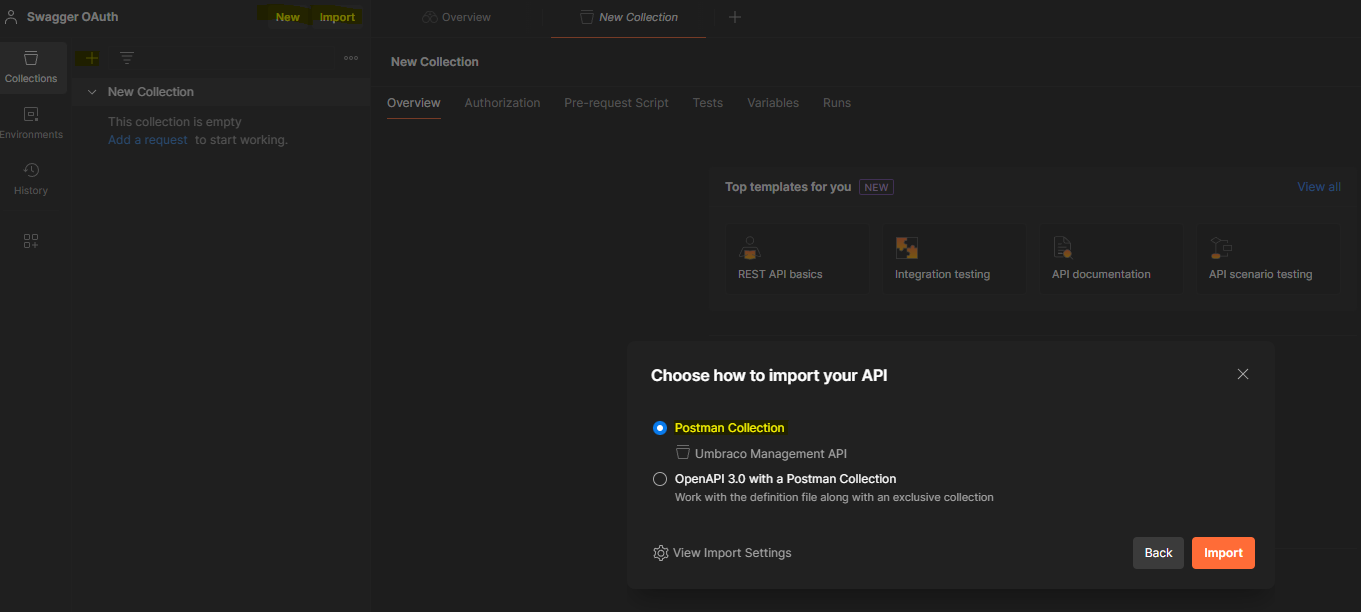 Swagger OAuth
New
Import
Overview
New Collection
Collections
New Collection
New Collection
Overview
Authorization
Pre-request Script
Tests
Variables
Runs
This collection is empty
Environments
Add a request to start working.
History
Top templates for you
NEW
View all
REST API basics
Integration testing
API documentation
API scenario testing
Choose how to import your API
Postman Collection
Umbraco Management API
OpenAPI 3.0 with a Postman Collection
Work with the definition file along with an exclusive collection
View Import Settings
Back
Import